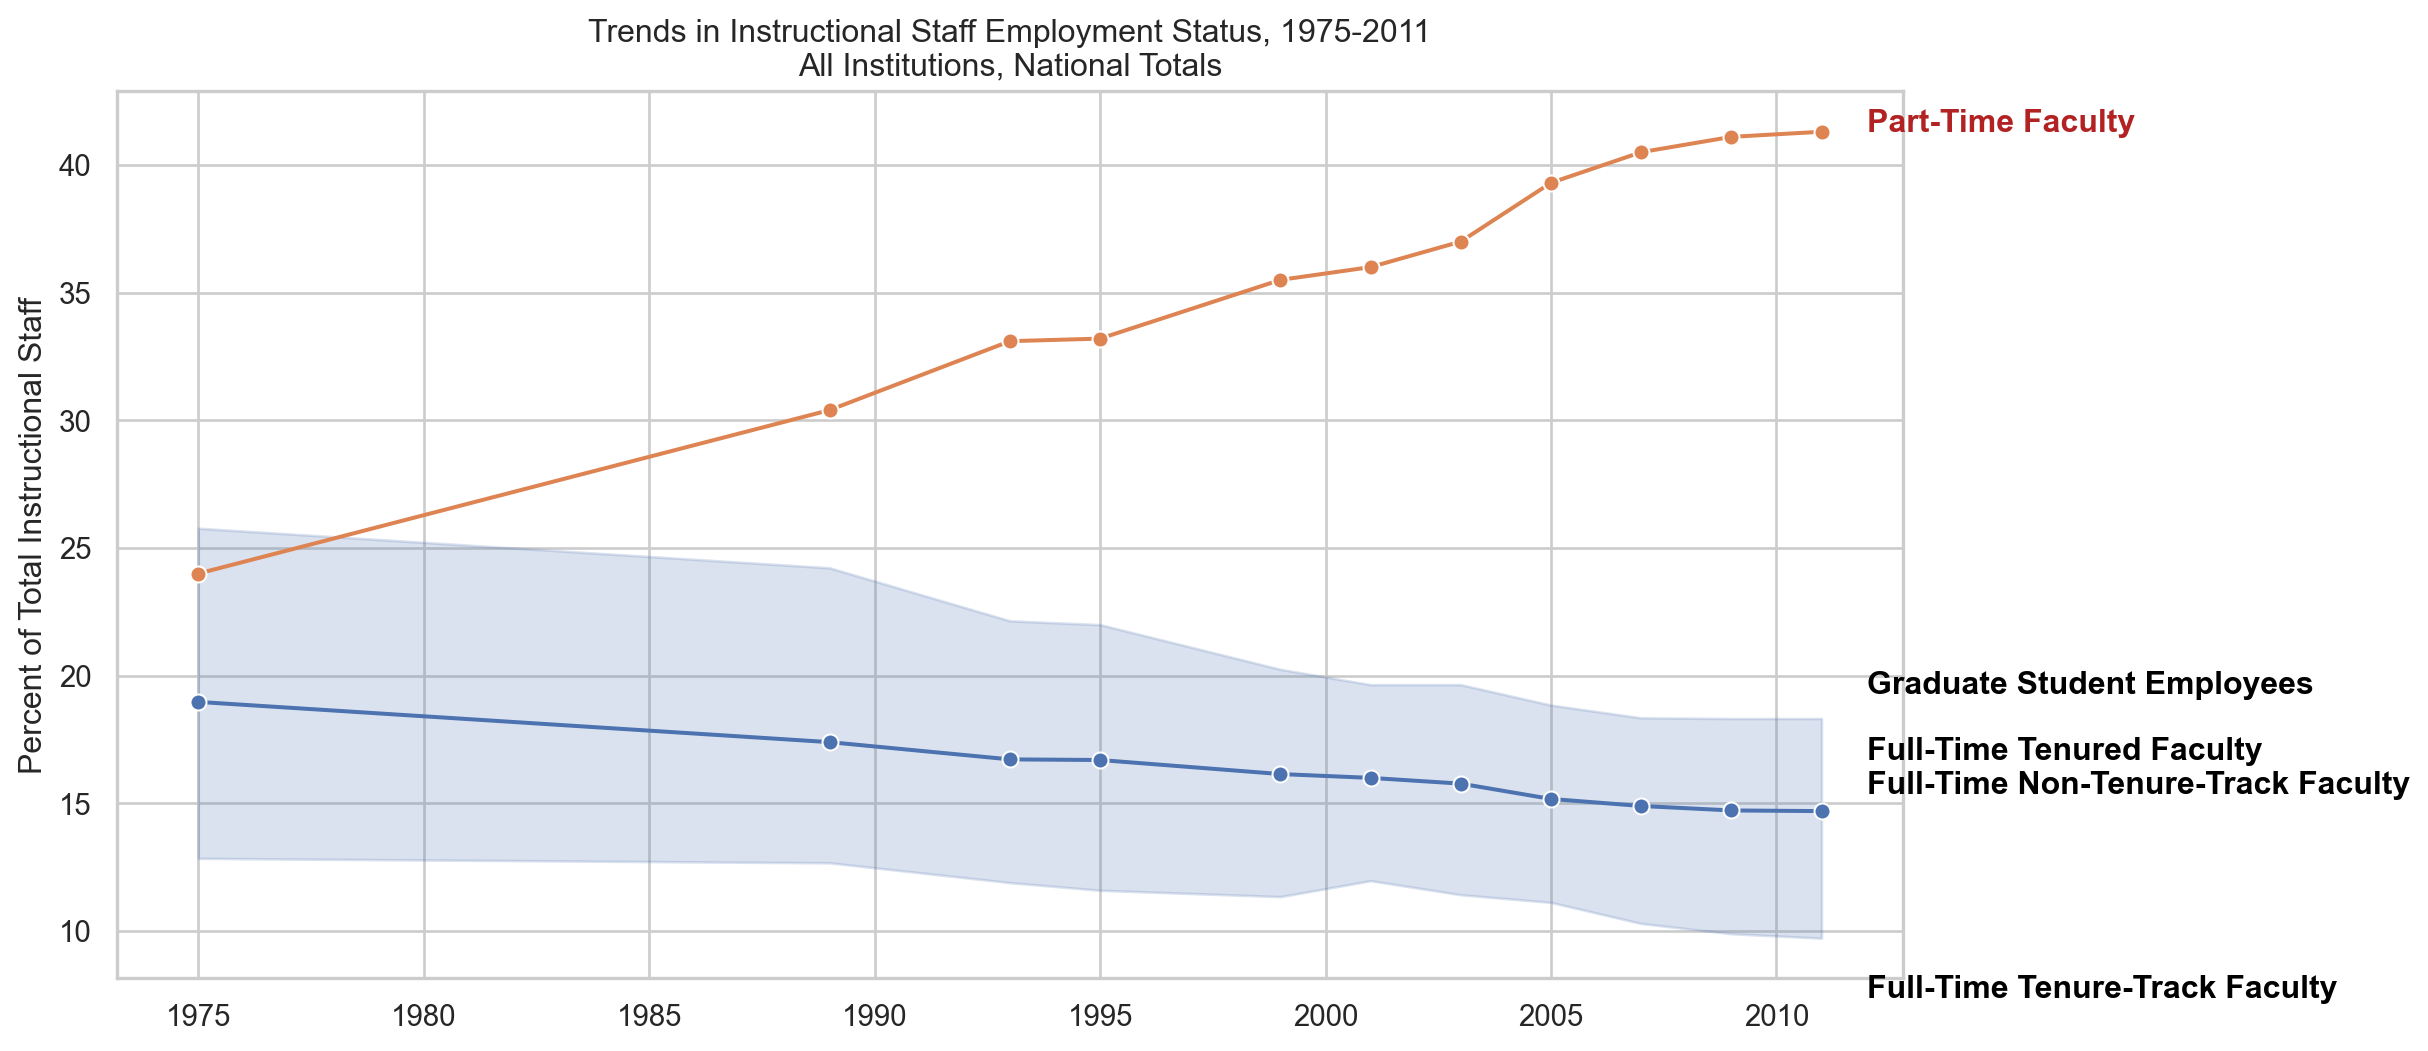 Trends in Instructional Staff Employment Status, 1975-2011
All Institutions, National Totals
Percent of Total Instructional Staff
40
35
30
25
20
15
10
1975
1980
1985
1990
1995
2000
2005
2010
Part-Time Faculty
Graduate Student Employees
Full-Time Tenured Faculty
Full-Time Non-Tenure-Track Faculty
Full-Time Tenure-Track Faculty